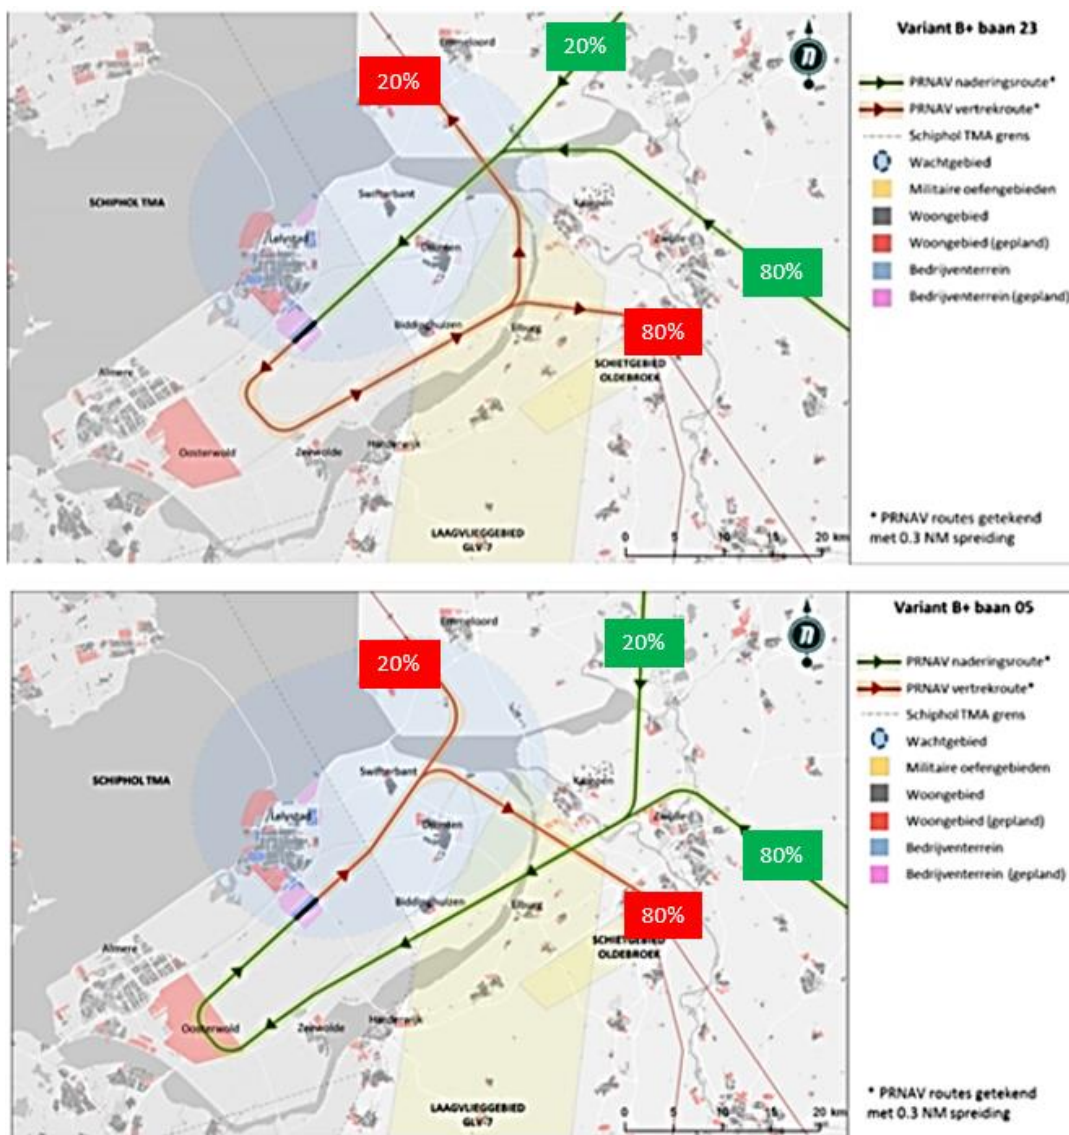 Variant B+ baan 23
PRNAV naderingsroute*
PRNAV vertrekroute*
Schiphol TMA grens
Wachtgebied
Militaire oefengebieden
Woongebied
Woongebied (gepland)
Bedrijventerrein
Bedrijventerrein (gepland)
* PRNAV routes getekend
met 0.3 NM spreiding
Emmeloord
20%
20%
SCHIPHOL TMA
Swifterbant
Kampen
Lelystad
Dronten
Zwolle
80%
Biddinghuizen
Elburg
80%
SCHIETGEBIED
OLDEBROEK
Almere
Harderwijk
Oosterwold
Zeewolde
LAAGVLIEGGEBIED
GLV-7
0 5 10 15 20 km
Variant B+ baan 05
PRNAV naderingsroute*
PRNAV vertrekroute*
Schiphol TMA grens
Wachtgebied
Militaire oefengebieden
Woongebied
Woongebied (gepland)
Bedrijventerrein
Bedrijventerrein (gepland)
* PRNAV routes getekend
met 0.3 NM spreiding
Emmeloord
20%
20%
SCHIPHOL TMA
Swifterbant
Kampen
Lelystad
Dronten
Zwolle
80%
Biddinghuizen
Elburg
80%
SCHIETGEBIED
OLDEBROEK
Almere
Oosterwold
Zeewolde
Harderwijk
LAAGVLIEGGEBIED
GLV-7
0 5 10 15 20 km